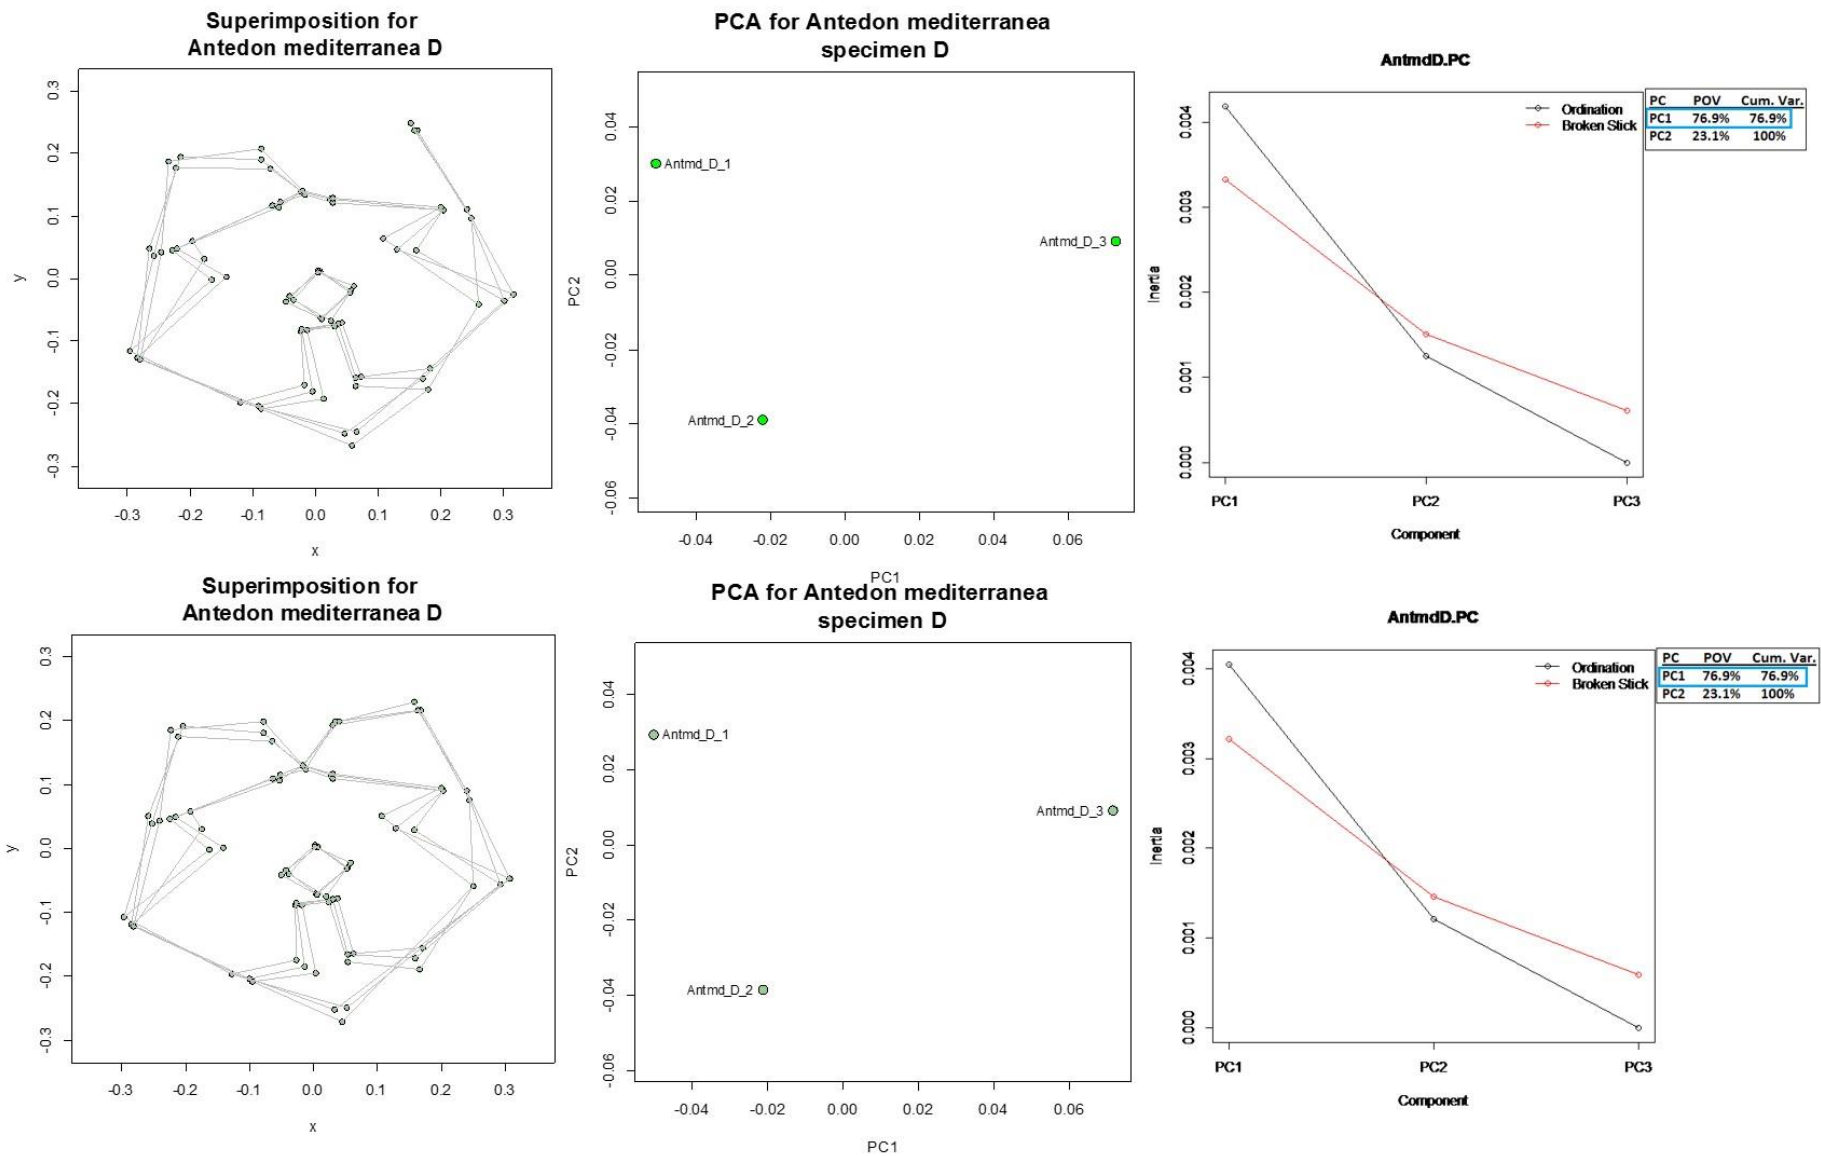 Superimposition for
Antedon mediterranea D
0.3
0.2
0.1
0.0
-0.1
-0.2
-0.3
y
-0.3 -0.2 -0.1 0.0 0.1 0.2 0.3
x
PCA for Antedon mediterranea
specimen D
0.04
0.02
0.00
-0.02
-0.04
-0.06
PC2
Antmd_D_1
Antmd_D_3
Antmd_D_2
-0.04 -0.02 0.00 0.02 0.04 0.06
PC1
AntmdD.PC
Ordination
Broken Stick
PC POV Cum. Var.
PC1 76.9% 76.9%
PC2 23.1% 100%
0.004
0.003
0.002
0.001
0.000
Inertia
PC1 PC2 PC3
Component
Superimposition for
Antedon mediterranea D
0.3
0.2
0.1
0.0
-0.1
-0.2
-0.3
y
-0.3 -0.2 -0.1 0.0 0.1 0.2 0.3
x
PCA for Antedon mediterranea
specimen D
0.04
0.02
0.00
-0.02
-0.04
-0.06
PC2
Antmd_D_1
Antmd_D_3
Antmd_D_2
-0.04 -0.02 0.00 0.02 0.04 0.06
PC1
AntmdD.PC
Ordination
Broken Stick
PC POV Cum. Var.
PC1 76.9% 76.9%
PC2 23.1% 100%
0.004
0.003
0.002
0.001
0.000
Inertia
PC1 PC2 PC3
Component